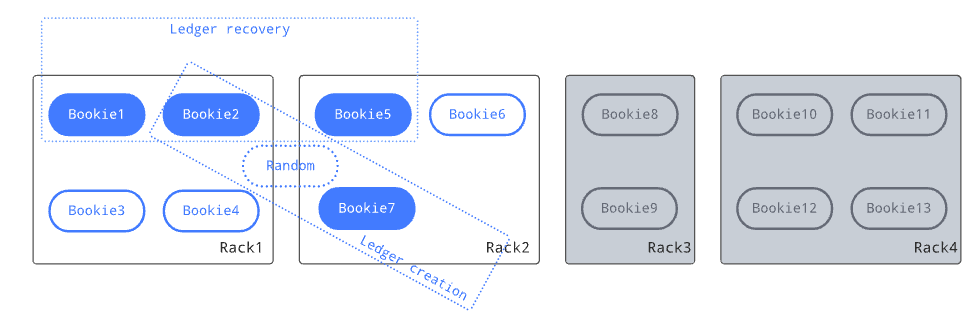 Ledger recovery
Bookie1
Bookie2
Bookie5
Bookie6
Bookie8
Bookie10
Bookie11
Random
Bookie3
Bookie4
Bookie7
Bookie9
Bookie12
Bookie13
Ledger creation
Rack1
Rack2
Rack3
Rack4